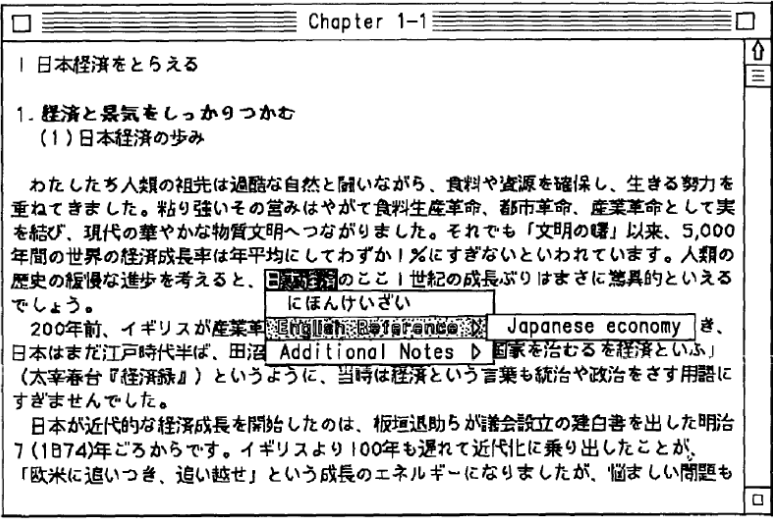 Chapter 1-1
I 日本経済をとらえる
1. 経済と景気をしっかりつかむ
(1)日本経済の歩み
わたしたち人類の祖先は過酷な自然と闘いながら、食料や資源を確保し、生きる努力を
重ねてきました。粘り強いその営みはやがて食料生産革命、都市革命、産業革命として実
を結び、現代の華やかな物質文明へつながりました。それでも「文明の曙」以来、5,000
年間の世界の経済成長率は年平均にしてわずか1%にすぎないといわれています。人類の
歴史の緩慢な進歩を考えると、日本経済のここ1世紀の成長ぶりはまさに驚異的といえる
でしょう。
にほんけいざい
200年前、イギリスが産業革
English Reference ▷
Japanese economy
き、
日本はまだ江戸時代半ば、田沼
Additional Notes ▷
国家を治むるを経済といふ」
(太宰春台『経済録』)というように、当時は経済という言葉も統治や政治をさす用語に
すぎませんでした。
日本が近代的な経済成長を開始したのは、板垣退助らが議会設立の建白書を出した明治
7(1874)年ごろからです。イギリスより100年も遅れて近代化に乗り出したことが、
「欧米に追いつき、追い越せ」という成長のエネルギーになりましたが、悩ましい問題も